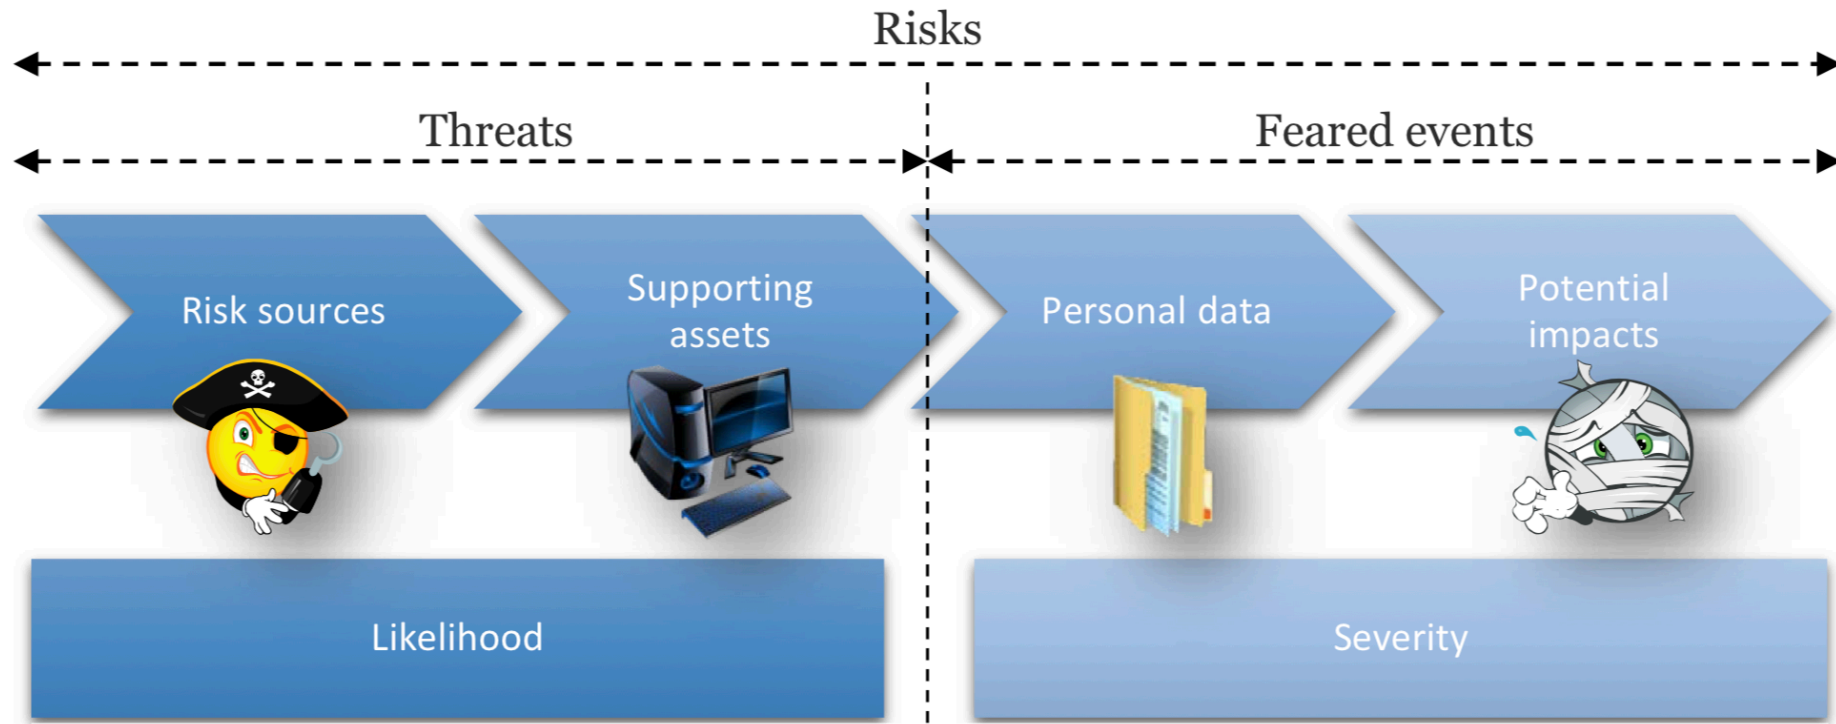 Risks
Threats
Feared events
Risk sources
Supporting
assets
Personal data
Potential
impacts
Likelihood
Severity